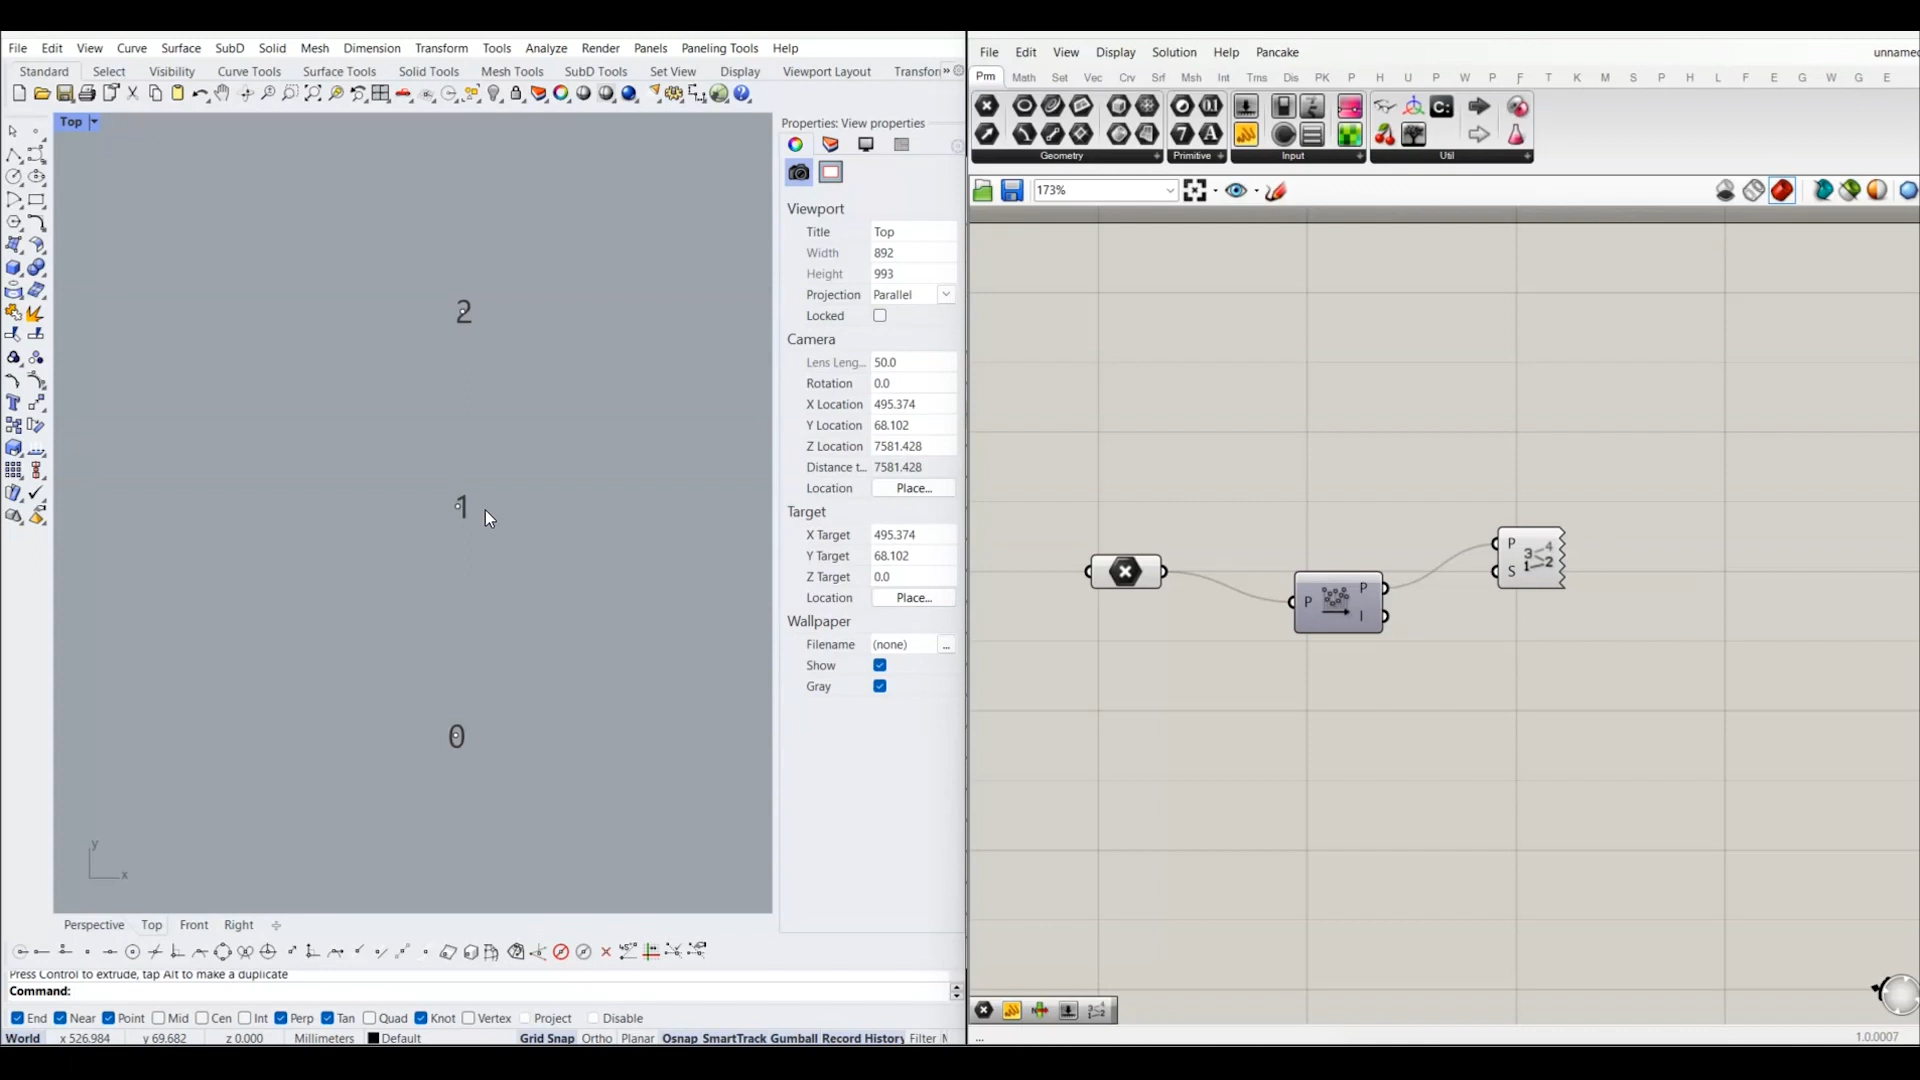 File Edit View Curve Surface SubD Solid Mesh Dimension Transform Tools Analyze Render Panels Paneling Tools Help
Standard Select Visibility Curve Tools Surface Tools Solid Tools Mesh Tools SubD Tools Set View Display Viewport Layout Transfor »
Top
2
1
0
y
x
Perspective Top Front Right
Press Control to extrude, tap Alt to make a duplicate
Command:
End Near Point Mid Cen Int Perp Tan Quad Knot Vertex Project Disable
World x 526.984 y 69.682 z 0.000 Millimeters Default Grid Snap Ortho Planar Osnap SmartTrack Gumball Record History Filter
Properties: View properties
Viewport
Title Top
Width 892
Height 993
Projection Parallel
Locked
Camera
Lens Leng... 50.0
Rotation 0.0
X Location 495.374
Y Location 68.102
Z Location 7581.428
Distance t... 7581.428
Location Place...
Target
X Target 495.374
Y Target 68.102
Z Target 0.0
Location Place...
Wallpaper
Filename (none) ...
Show
Gray
File Edit View Display Solution Help Pancake unnamed
Prm Math Set Vec Crv Srf Msh Int Trns Dis PK P H U P W P F T K M S P H L F E G W G E
Geometry + Primitive + Input + Util +
173%
P P I
P S 3 4 1 2
... 1.0.0007